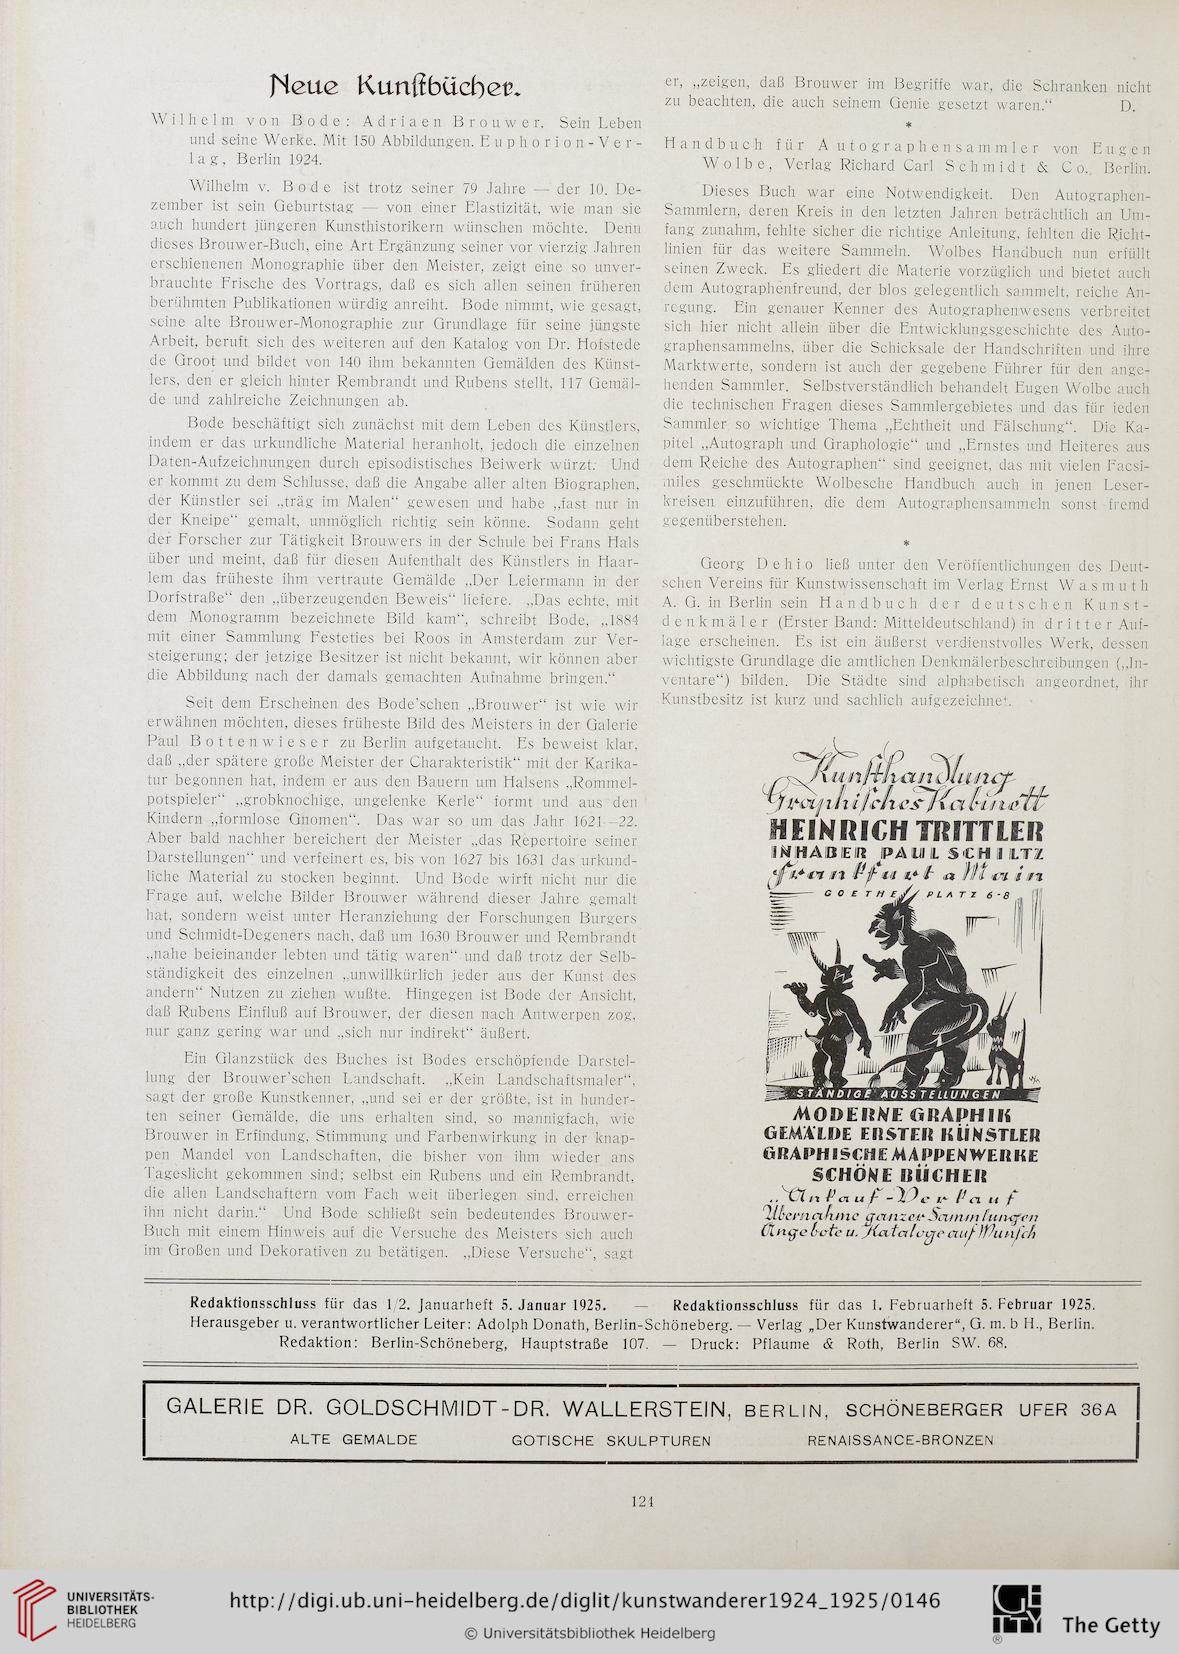 Neue Kunstbücher.
Wilhelm von Bode: Adriaen Brouwer. Sein Leben
und seine Werke. Mit 150 Abbildungen. Euphorion-Ver-
lag, Berlin 1924.
Wilhelm v. Bode ist trotz seiner 79 Jahre — der 10. De-
zember ist sein Geburtstag — von einer Elastizität, wie man sie
auch hundert jüngeren Kunsthistorikern wünschen möchte. Denn
dieses Brouwer-Buch, eine Art Ergänzung seiner vor vierzig Jahren
erschienenen Monographie über den Meister, zeigt eine so unver-
brauchte Frische des Vortrags, daß es sich allen seinen früheren
berühmten Publikationen würdig anreiht. Bode nimmt, wie gesagt,
seine alte Brouwer-Monographie zur Grundlage für seine jüngste
Arbeit, beruft sich des weiteren auf den Katalog von Dr. Hofstede
de Groot und bildet von 140 ihm bekannten Gemälden des Künst-
lers, den er gleich hinter Rembrandt und Rubens stellt, 117 Gemäl-
de und zahlreiche Zeichnungen ab.
Bode beschäftigt sich zunächst mit dem Leben des Künstlers,
indem er das urkundliche Material heranholt, jedoch die einzelnen
Daten-Aufzeichnungen durch episodistisches Beiwerk würzt. Und
er kommt zu dem Schlusse, daß die Angabe aller alten Biographen,
der Künstler sei „träg im Malen“ gewesen und habe „fast nur in
der Kneipe“ gemalt, unmöglich richtig sein könne. Sodann geht
der Forscher zur Tätigkeit Brouwers in der Schule bei Frans Hals
über und meint, daß für diesen Aufenthalt des Künstlers in Haar-
lem das früheste ihm vertraute Gemälde „Der Leiermann in der
Dorfstraße“ den „überzeugenden Beweis“ liefere. „Das echte, mit
dem Monogramm bezeichnete Bild kam“, schreibt Bode, „1884
mit einer Sammlung Festeties bei Roos in Amsterdam zur Ver-
steigerung; der jetzige Besitzer ist nicht bekannt, wir können aber
die Abbildung nach der damals gemachten Aufnahme bringen.“
Seit dem Erscheinen des Bode'schen „Brouwer“ ist wie wir
erwähnen möchten, dieses früheste Bild des Meisters in der Galerie
Paul Bottenwieser zu Berlin aufgetaucht. Es beweist klar,
daß „der spätere große Meister der Charakteristik“ mit der Karika-
tur begonnen hat, indem er aus den Bauern um Halsens „Rommel-
potspieler“ „grobknochige, ungelenke Kerle“ formt und aus den
Kindern „formlose Gnomen“. Das war so um das Jahr 1621—22.
Aber bald nachher bereichert der Meister „das Repertoire seiner
Darstellungen“ und verfeinert es, bis von 1627 bis 1631 das urkund-
liche Material zu stocken beginnt. Und Bode wirft nicht nur die
Frage auf, welche Bilder Brouwer während dieser Jahre gemalt
hat, sondern weist unter Heranziehung der Forschungen Burgers
und Schmidt-Degeners nach, daß um 1630 Brouwer und Rembrandt
„nahe beieinander lebten und tätig waren“ und daß trotz der Selb-
ständigkeit des einzelnen „unwillkürlich jeder aus der Kunst des
andern“ Nutzen zu ziehen wußte. Hingegen ist Bode der Ansicht,
daß Rubens Einfluß auf Brouwer, der diesen nach Antwerpen zog,
nur ganz gering war und „sich nur indirekt“ äußert.
Ein Glanzstück des Buches ist Bodes erschöpfende Darstel-
lung der Brouwer'schen Landschaft. „Kein Landschaftsmaler“,
sagt der große Kunstkenner, „und sei er der größte, ist in hunder-
ten seiner Gemälde, die uns erhalten sind, so mannigfach, wie
Brouwer in Erfindung, Stimmung und Farbenwirkung in der knap-
pen Mandel von Landschaften, die bisher von ihm wieder ans
Tageslicht gekommen sind; selbst ein Rubens und ein Rembrandt,
die allen Landschaftern vom Fach weit überlegen sind, erreichen
ihn nicht darin.“ Und Bode schließt sein bedeutendes Brouwer-
Buch mit einem Hinweis auf die Versuche des Meisters sich auch
im Großen und Dekorativen zu betätigen. „Diese Versuche“, sagt
er, „zeigen, daß Brouwer im Begriffe war, die Schranken nicht
zu beachten, die auch seinem Genie gesetzt waren.“ D.
*
Handbuch für Autographensammler von Eugen
Wolbe, Verlag Richard Carl Schmidt & Co., Berlin.
Dieses Buch war eine Notwendigkeit. Den Autographen-
Sammlern, deren Kreis in den letzten Jahren beträchtlich an Um-
fang zunahm, fehlte sicher die richtige Anleitung, fehlten die Richt-
linien für das weitere Sammeln. Wolbes Handbuch nun erfüllt
seinen Zweck. Es gliedert die Materie vorzüglich und bietet auch
dem Autographenfreund, der blos gelegentlich sammelt, reiche An-
regung. Ein genauer Kenner des Autographenwesens verbreitet
sich hier nicht allein über die Entwicklungsgeschichte des Auto-
graphensammelns, über die Schicksale der Handschriften und ihre
Marktwerte, sondern ist auch der gegebene Führer für den ange-
henden Sammler. Selbstverständlich behandelt Eugen Wolbe auch
die technischen Fragen dieses Sammlergebietes und das für jeden
Sammler so wichtige Thema „Echtheit und Fälschung“. Die Ka-
pitel „Autograph und Graphologie“ und „Ernstes und Heiteres aus
dem Reiche des Autographen“ sind geeignet, das mit vielen Facsi-
miles geschmückte Wolbesche Handbuch auch in jenen Leser-
kreisen einzuführen, die dem Autographensammeln sonst fremd
gegenüberstehen.
*
Georg Dehio ließ unter den Veröffentlichungen des Deut-
schen Vereins für Kunstwissenschaft im Verlag Ernst Wasmuth
A. G. in Berlin sein Handbuch der deutschen Kunst-
denkmäler (Erster Band: Mitteldeutschland) in dritter Auf-
lage erscheinen. Es ist ein äußerst verdienstvolles Werk, dessen
wichtigste Grundlage die amtlichen Denkmälerbeschreibungen („In-
ventare“) bilden. Die Städte sind alphabetisch angeordnet, ihr
Kunstbesitz ist kurz und sachlich aufgezeichnet.
Kunsthandlung
Graphisches Kabinett
HEINRICH TRITTLER
INHABER PAUL SCHILTZ
Frankfurt a Main
GOETHE PLATZ 6-8
STÄNDIGE AUSSTELLUNGEN
MODERNE GRAPHIK
GEMÄLDE ERSTER KÜNSTLER
GRAPHISCHE MAPPENWERKE
SCHÖNE BÜCHER
Ankauf - Verkauf
Übernahme ganzer Sammlungen
Angebote u. Kataloge auf Wunsch
Redaktionsschluss für das 1/2. Januarheft 5. Januar 1925. — Redaktionsschluss für das 1. Februarheft 5. Februar 1925.
Herausgeber u. verantwortlicher Leiter: Adolph Donath, Berlin-Schöneberg. — Verlag „Der Kunstwanderer“, G. m. b H., Berlin.
Redaktion: Berlin-Schöneberg, Hauptstraße 107. — Druck: Pflaume & Roth, Berlin SW. 68.
GALERIE DR. GOLDSCHMIDT-DR. WALLERSTEIN, BERLIN, SCHÖNEBERGER UFER 36A
ALTE GEMALDE GOTISCHE SKULPTUREN RENAISSANCE-BRONZEN
124
UNIVERSITÄTS-
BIBLIOTHEK
HEIDELBERG
http://digi.ub.uni-heidelberg.de/diglit/kunstwanderer1924_1925/0146
© Universitätsbibliothek Heidelberg
GETTY
®
The Getty